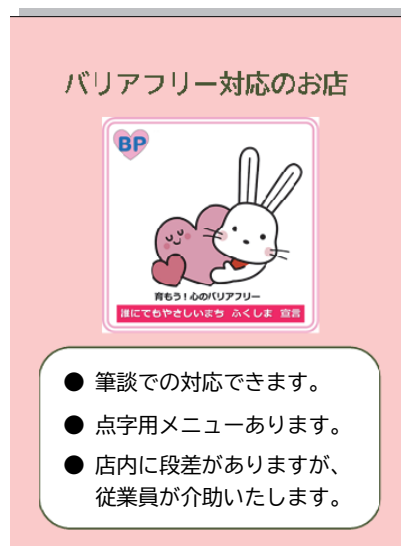 バリアフリー対応のお店
BP
育もう！心のバリアフリー
誰にでもやさしいまち ふくしま 宣言
● 筆談での対応できます。
● 点字用メニューあります。
● 店内に段差がありますが、
従業員が介助いたします。